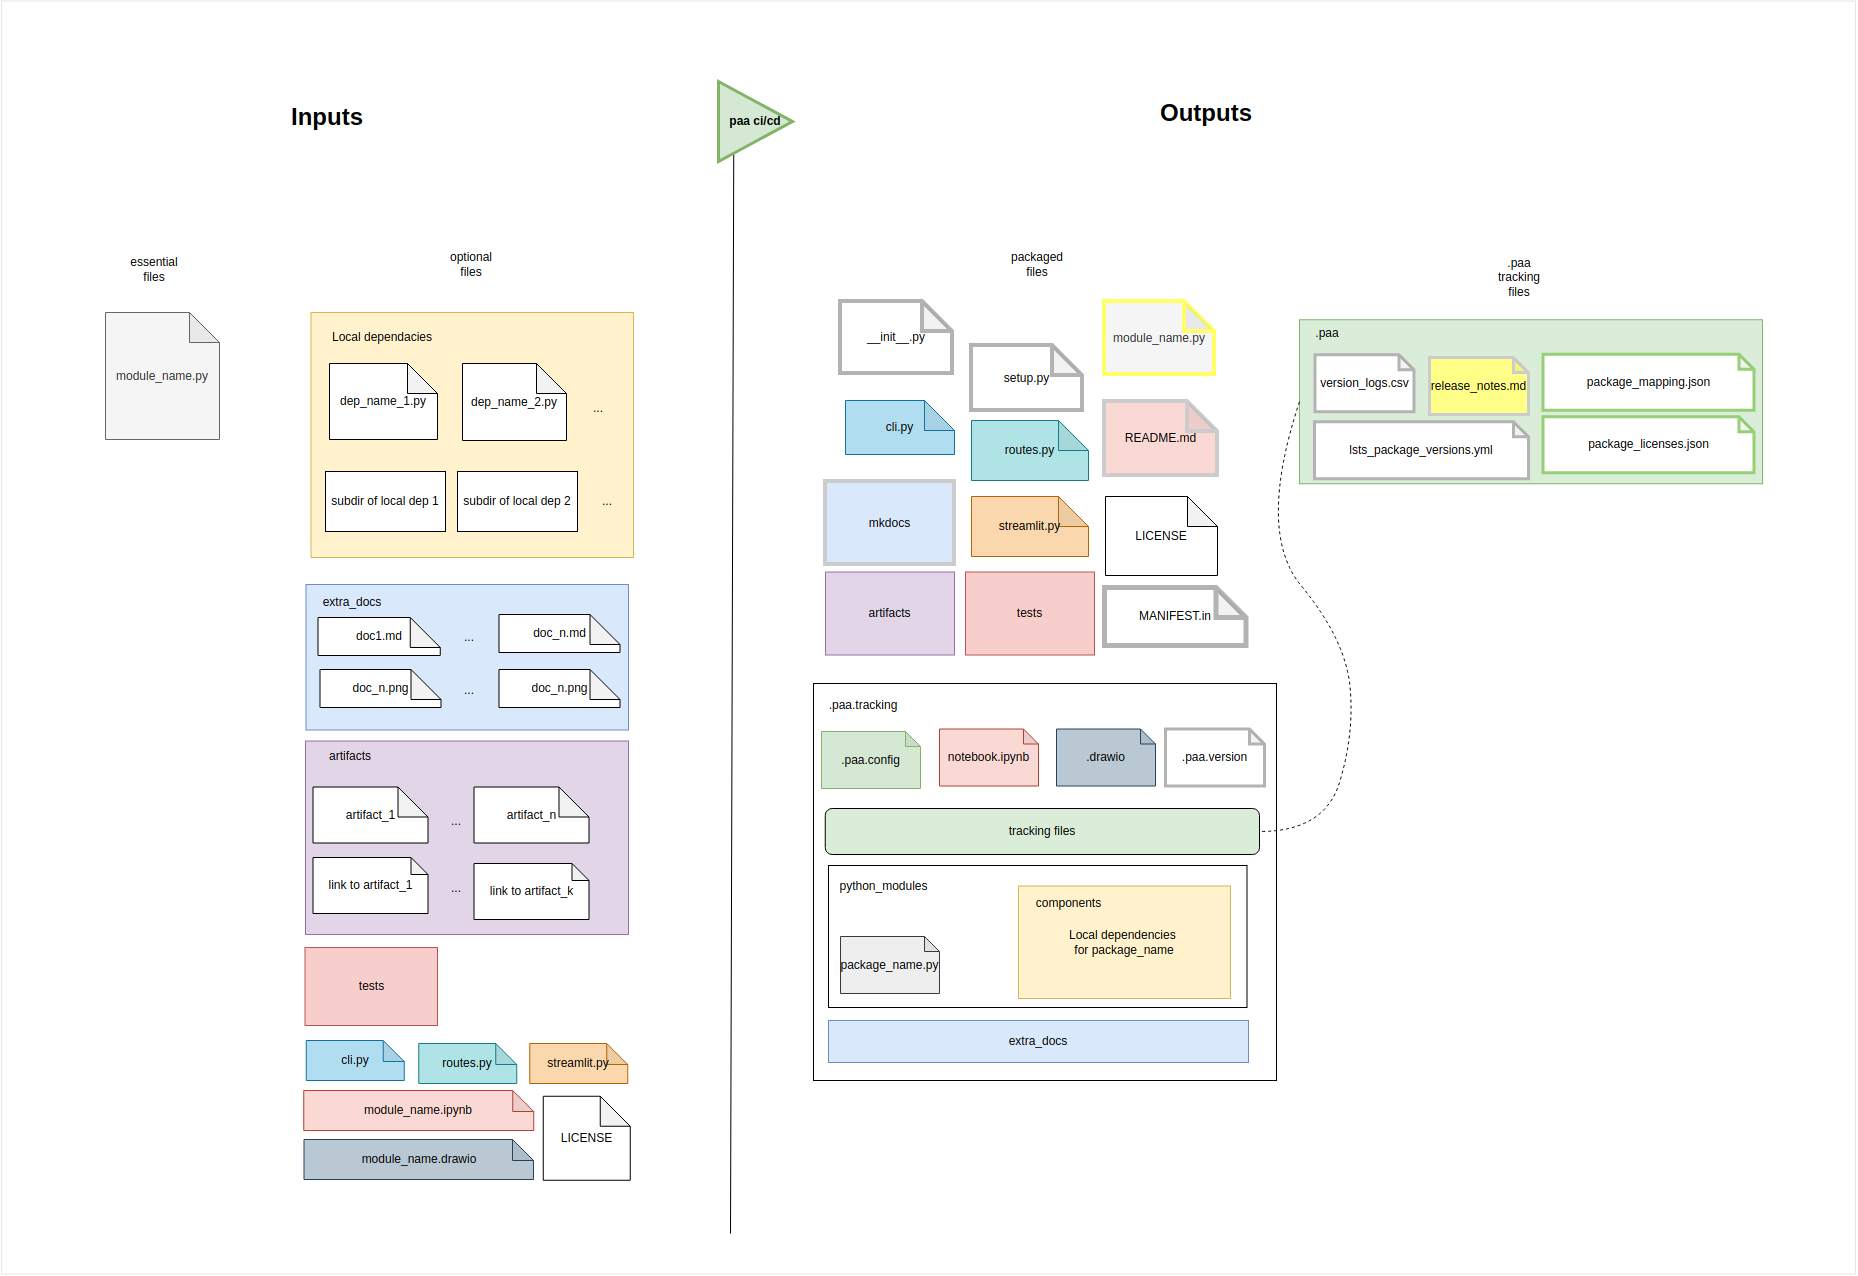 Inputs
paa ci/cd
Outputs
essential
files
optional
files
packaged
files
.paa
tracking
files
module_name.py
Local dependacies
dep_name_1.py
dep_name_2.py
...
subdir of local dep 1
subdir of local dep 2
...
extra_docs
doc1.md
...
doc_n.md
doc_n.png
...
doc_n.png
artifacts
artifact_1
...
artifact_n
link to artifact_1
...
link to artifact_k
tests
cli.py
routes.py
streamlit.py
module_name.ipynb
LICENSE
module_name.drawio
__init__.py
setup.py
module_name.py
cli.py
routes.py
README.md
mkdocs
streamlit.py
LICENSE
artifacts
tests
MANIFEST.in
.paa.tracking
.paa.config
notebook.ipynb
.drawio
.paa.version
tracking files
python_modules
package_name.py
components
Local dependencies
for package_name
extra_docs
.paa
version_logs.csv
release_notes.md
package_mapping.json
lsts_package_versions.yml
package_licenses.json